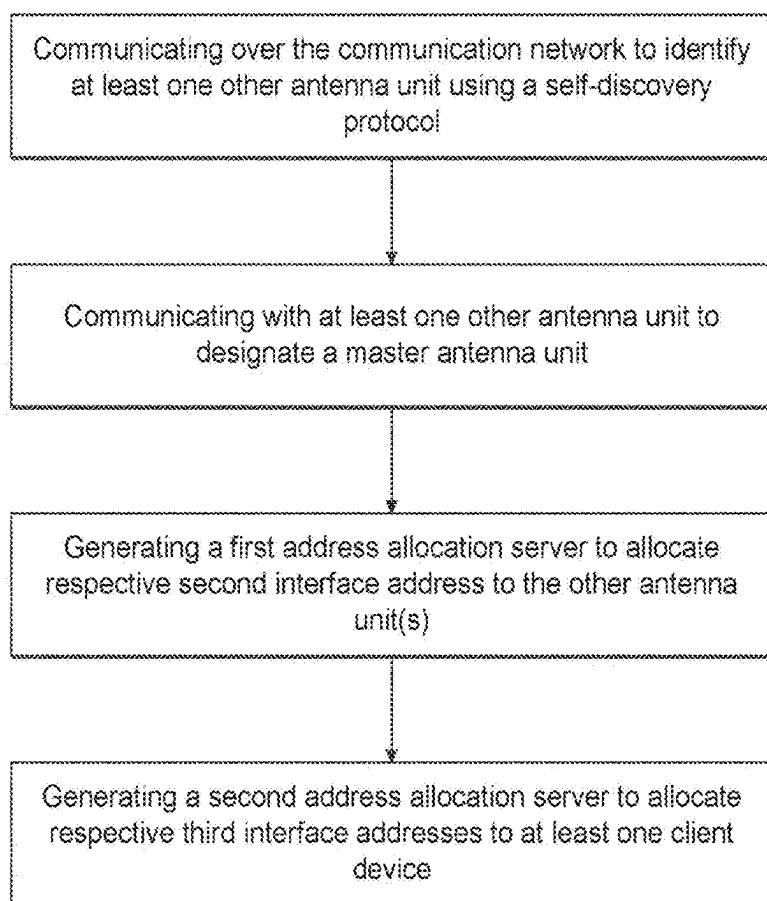 Communicating over the communication network to identify
at least one other antenna unit using a self-discovery
protocol
Communicating with at least one other antenna unit to
designate a master antenna unit
Generating a first address allocation server to allocate
respective second interface address to the other antenna
unit(s)
Generating a second address allocation server to allocate
respective third interface addresses to at least one client
device